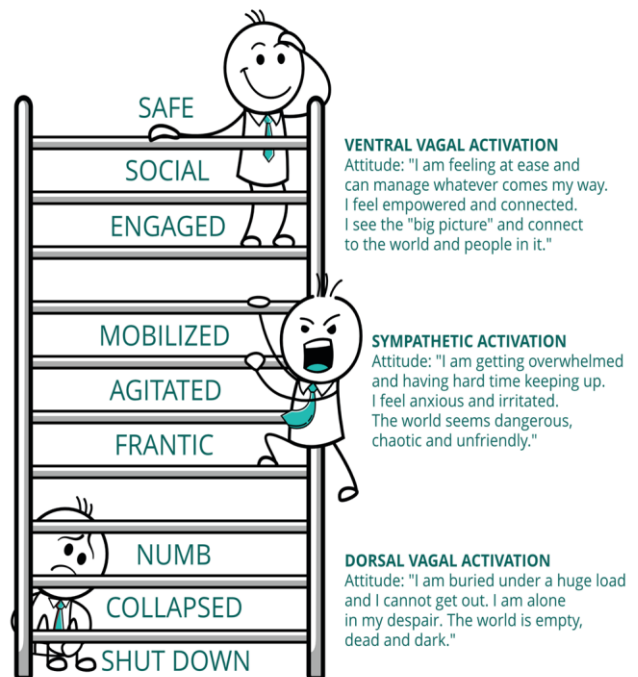 SAFE
SOCIAL
ENGAGED
VENTRAL VAGAL ACTIVATION
Attitude: "I am feeling at ease and
can manage whatever comes my way.
I feel empowered and connected.
I see the "big picture" and connect
to the world and people in it."
MOBILIZED
AGITATED
FRANTIC
SYMPATHETIC ACTIVATION
Attitude: "I am getting overwhelmed
and having hard time keeping up.
I feel anxious and irritated.
The world seems dangerous,
chaotic and unfriendly."
NUMB
COLLAPSED
SHUT DOWN
DORSAL VAGAL ACTIVATION
Attitude: "I am buried under a huge load
and I cannot get out. I am alone
in my despair. The world is empty,
dead and dark."